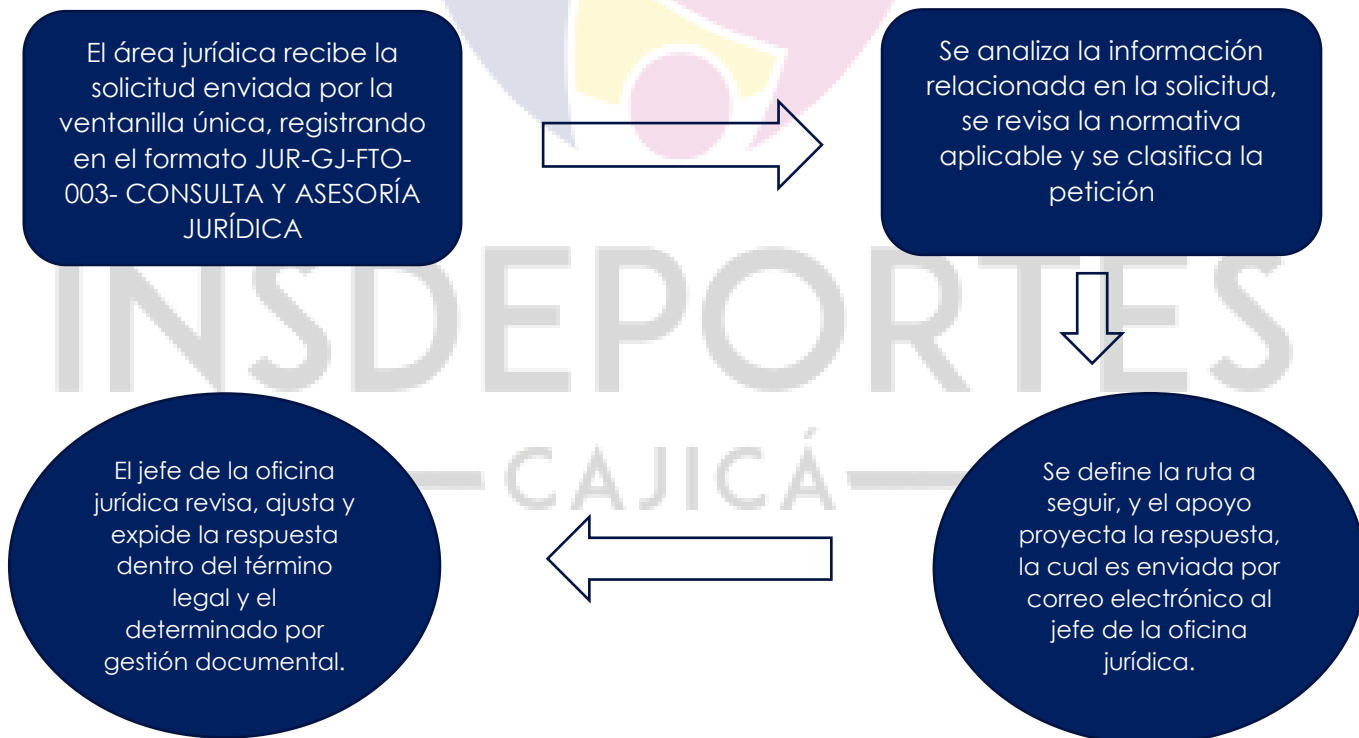 El área jurídica recibe la
solicitud enviada por la
ventanilla única, registrando
en el formato JUR-GJ-FTO-
003- CONSULTA Y ASESORÍA
JURÍDICA
Se analiza la información
relacionada en la solicitud,
se revisa la normativa
aplicable y se clasifica la
petición
INSDEPORTES
CAJICÁ
Se define la ruta a
seguir, y el apoyo
proyecta la respuesta,
la cual es enviada por
correo electrónico al
jefe de la oficina
jurídica.
El jefe de la oficina
jurídica revisa, ajusta y
expide la respuesta
dentro del término
legal y el
determinado por
gestión documental.